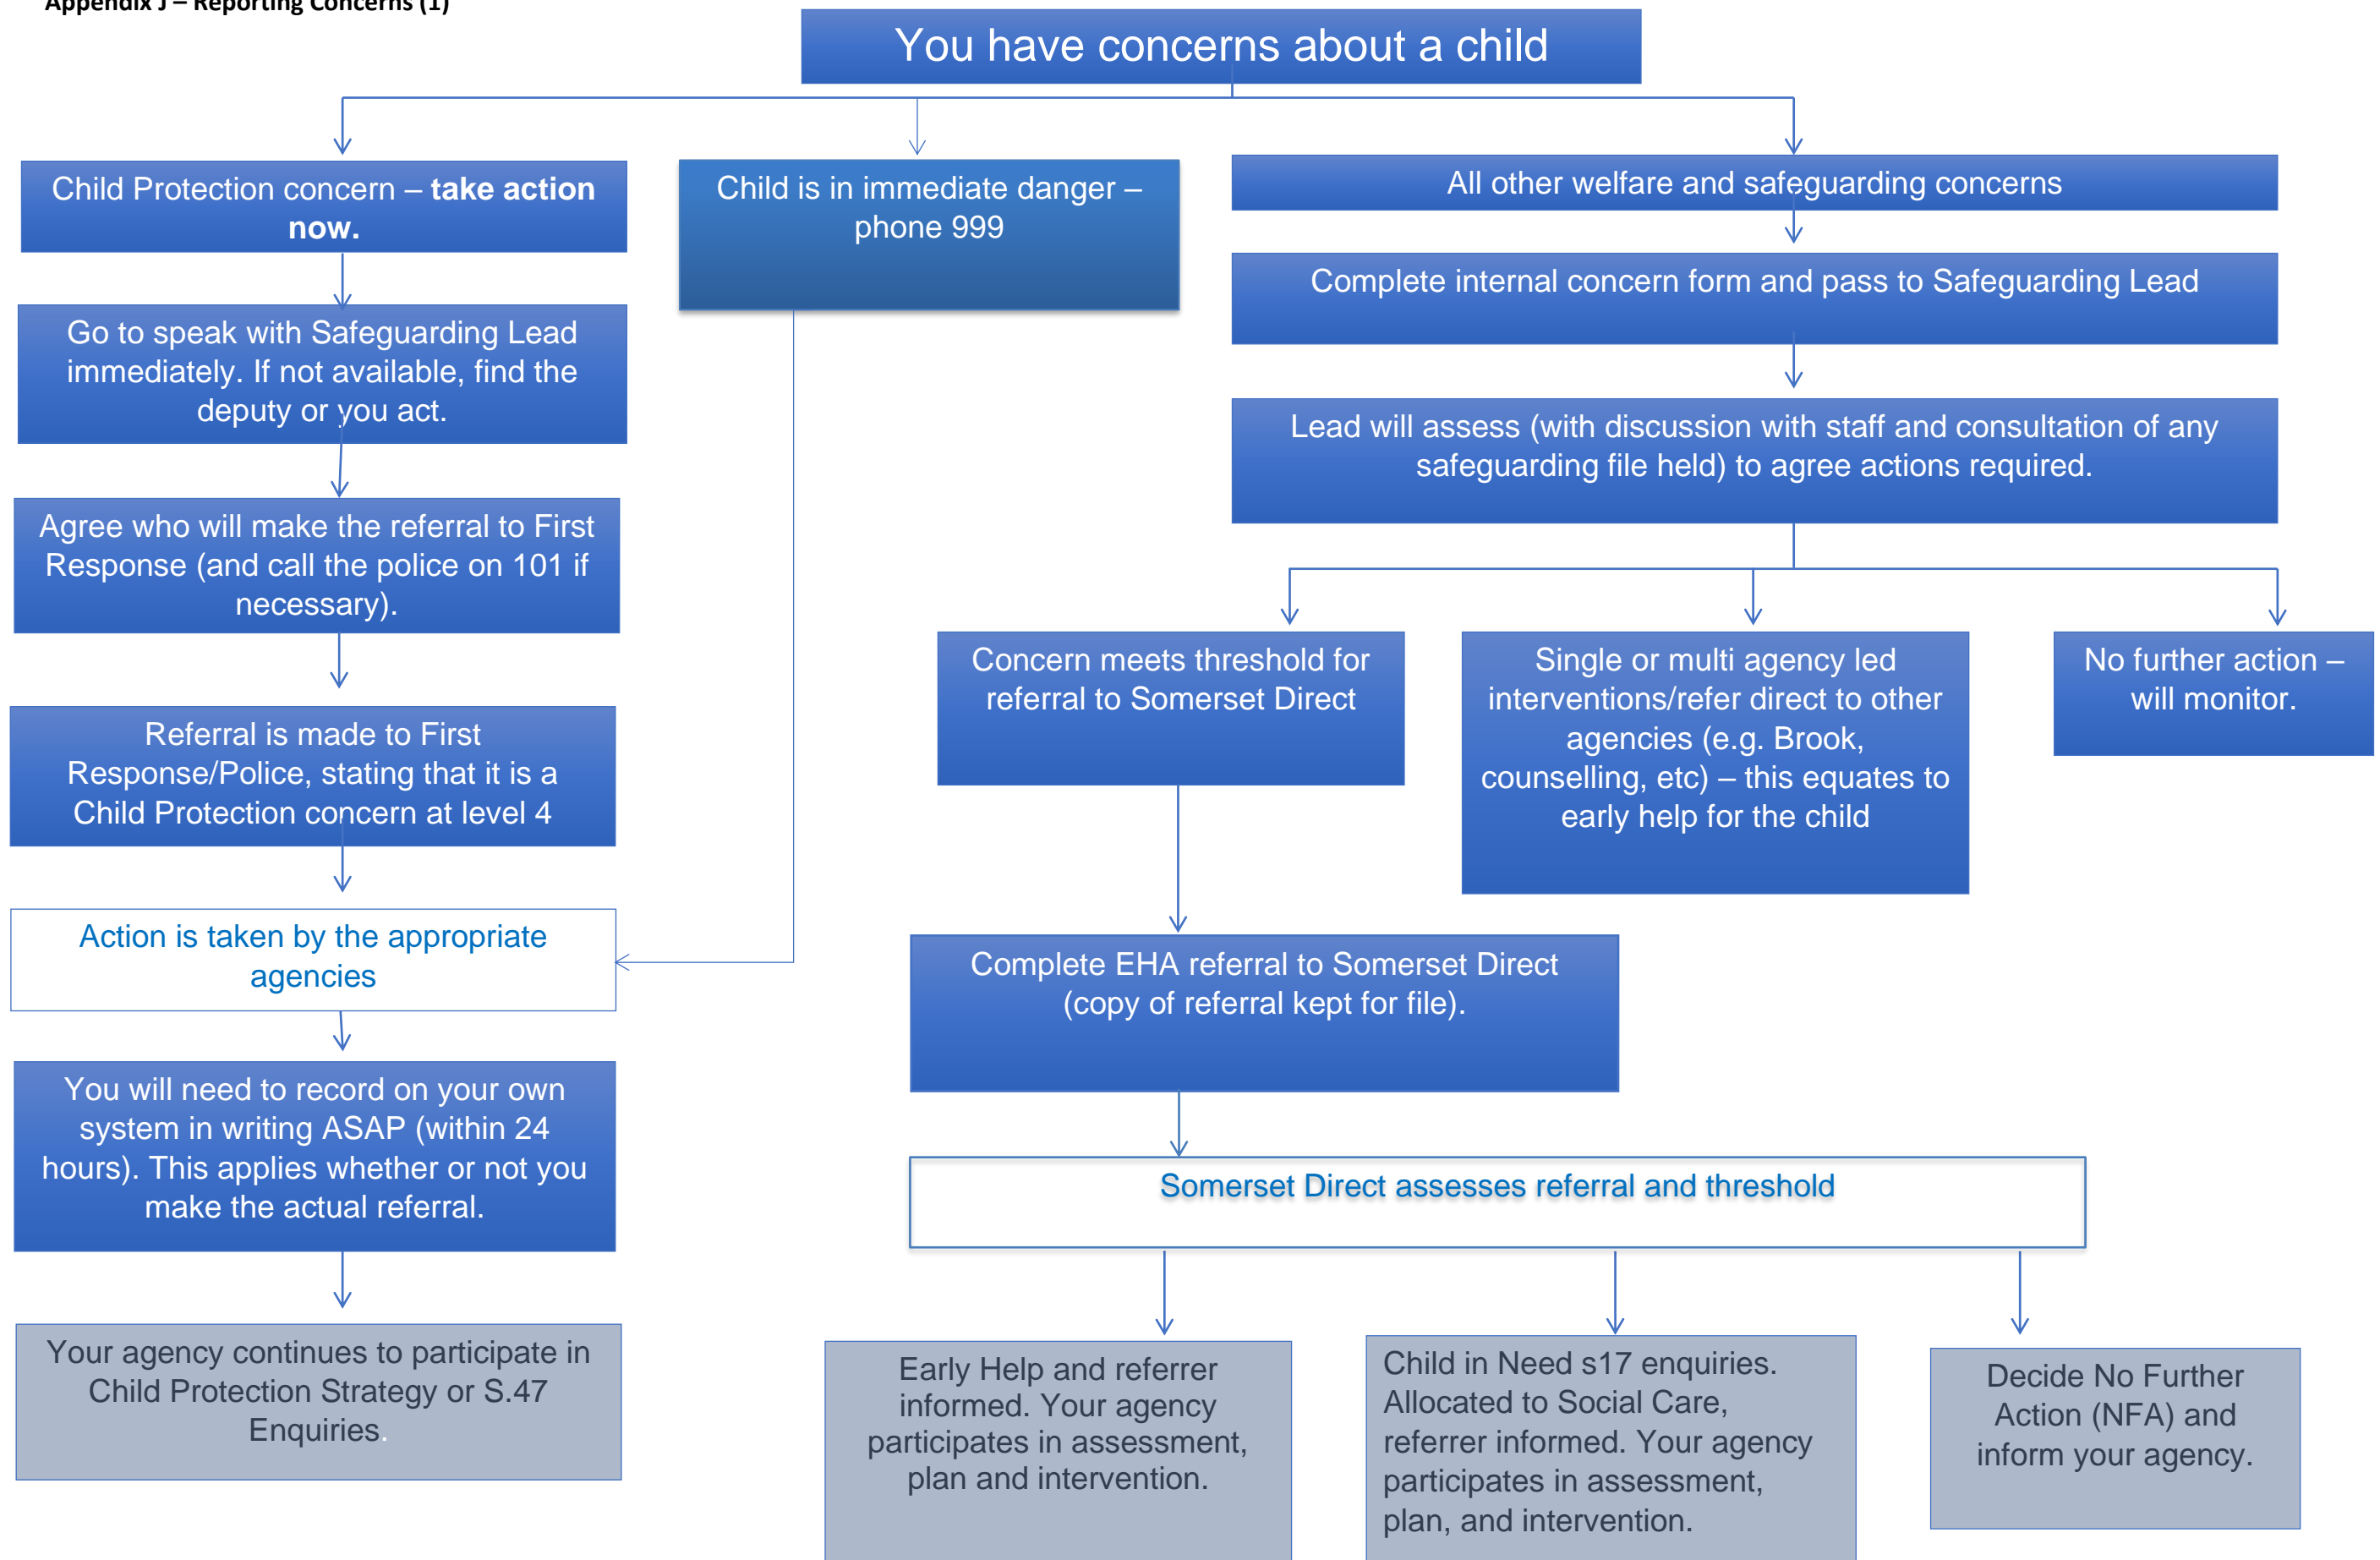 Appendix J – Reporting Concerns (1)
You have concerns about a child
Child Protection concern – take action
now.
Go to speak with Safeguarding Lead
immediately. If not available, find the
deputy or you act.
Agree who will make the referral to First
Response (and call the police on 101 if
necessary).
Referral is made to First
Response/Police, stating that it is a
Child Protection concern at level 4
Action is taken by the appropriate
agencies
You will need to record on your own
system in writing ASAP (within 24
hours). This applies whether or not you
make the actual referral.
Your agency continues to participate in
Child Protection Strategy or S.47
Enquiries.
Child is in immediate danger –
phone 999
All other welfare and safeguarding concerns
Complete internal concern form and pass to Safeguarding Lead
Lead will assess (with discussion with staff and consultation of any
safeguarding file held) to agree actions required.
Concern meets threshold for
referral to Somerset Direct
Single or multi agency led
interventions/refer direct to other
agencies (e.g. Brook,
counselling, etc) – this equates to
early help for the child
No further action –
will monitor.
Complete EHA referral to Somerset Direct
(copy of referral kept for file).
Somerset Direct assesses referral and threshold
Early Help and referrer
informed. Your agency
participates in assessment,
plan and intervention.
Child in Need s17 enquiries.
Allocated to Social Care,
referrer informed. Your agency
participates in assessment,
plan, and intervention.
Decide No Further
Action (NFA) and
inform your agency.